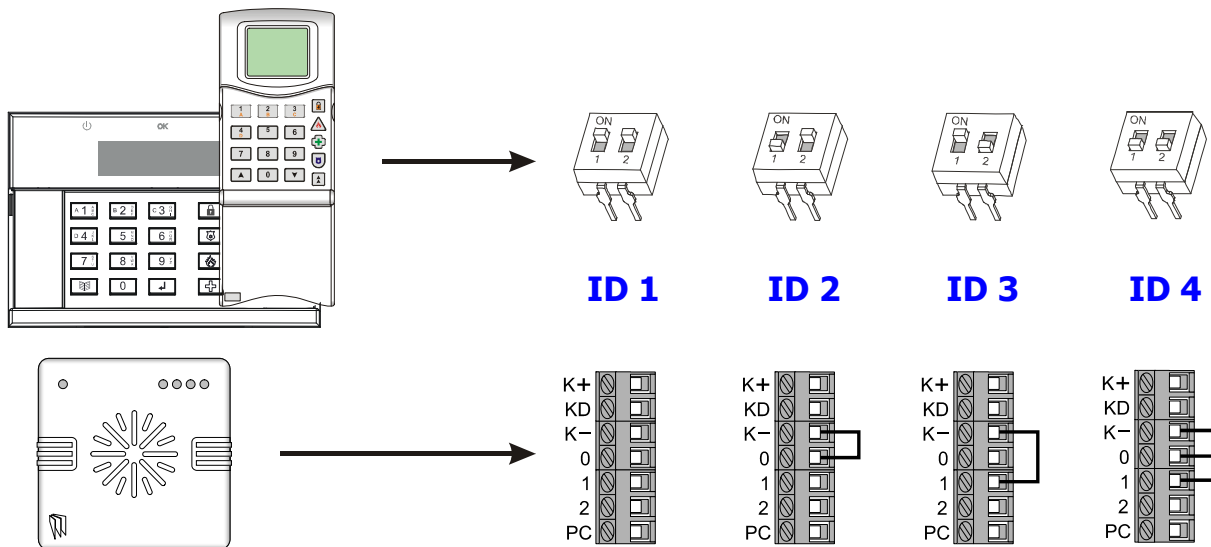 OK
1 2 3
A B C
4 5 6
D
7 8 9
▲ 0 ▼
A 1 B 2 C 3
D 4 5 6
7 8 9
0
ON ON ON ON
1 2 1 2 1 2 1 2
ID 1 ID 2 ID 3 ID 4
K+ K+ K+ K+
KD KD KD KD
K− K− K− K−
0 0 0 0
1 1 1 1
2 2 2 2
PC PC PC PC